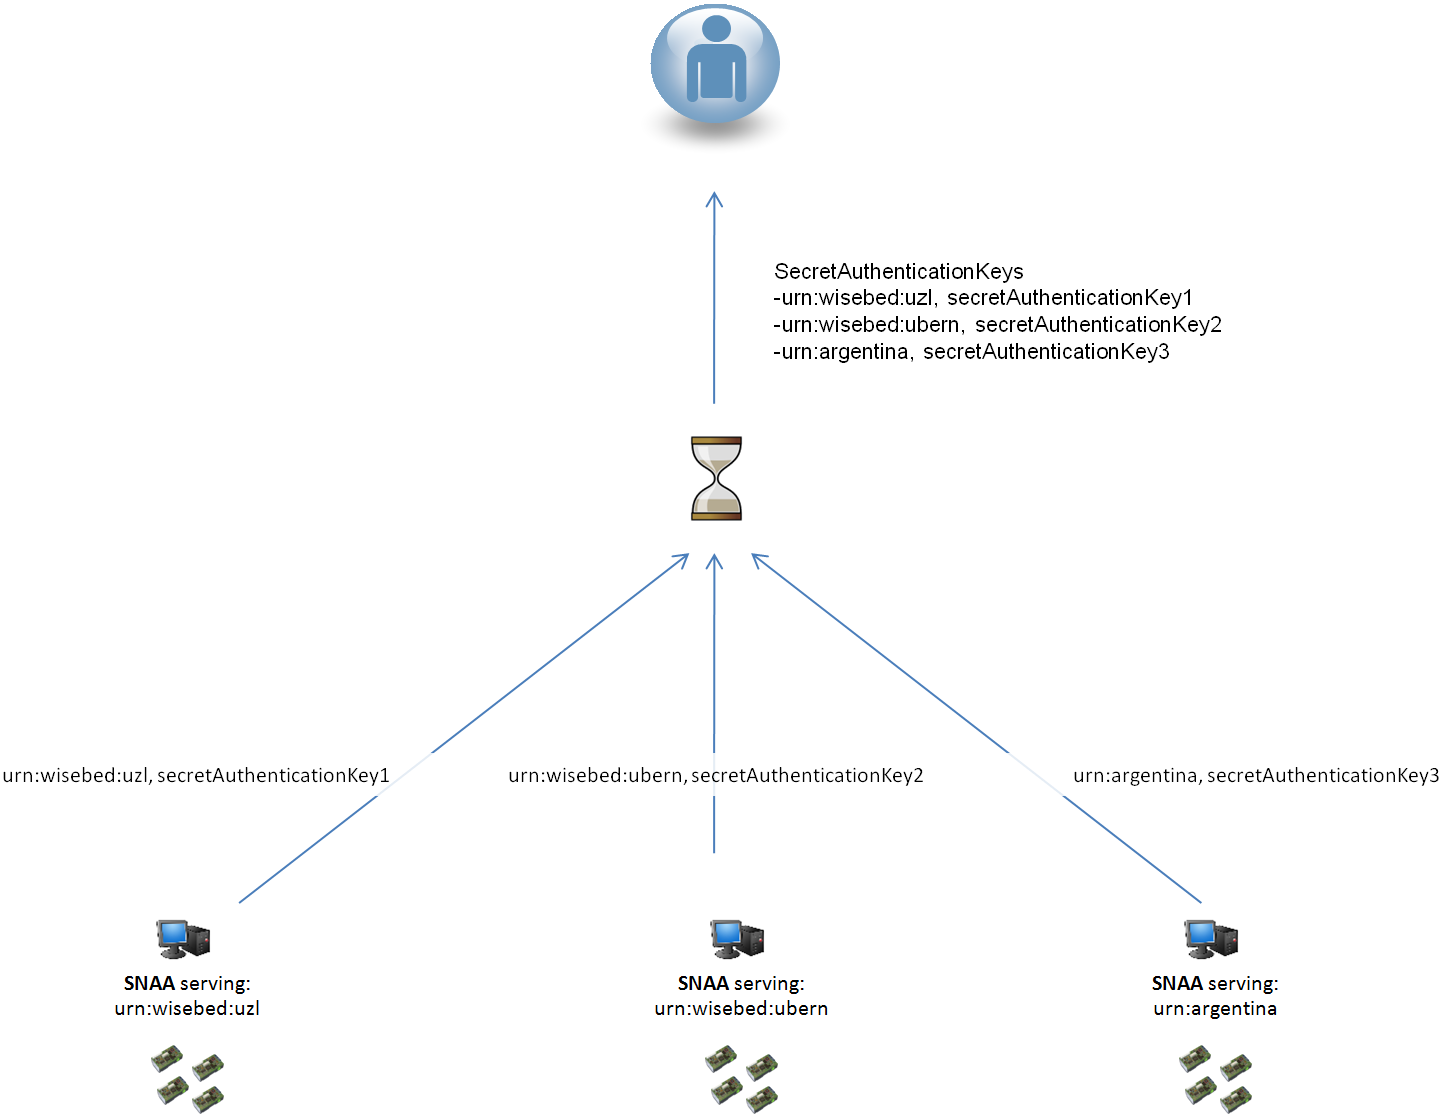 SecretAuthenticationKeys
-urn:wisebed:uzl, secretAuthenticationKey1
-urn:wisebed:ubern, secretAuthenticationKey2
-urn:argentina, secretAuthenticationKey3
urn:wisebed:uzl, secretAuthenticationKey1
urn:wisebed:ubern, secretAuthenticationKey2
urn:argentina, secretAuthenticationKey3
SNAA serving:
urn:wisebed:uzl
SNAA serving:
urn:wisebed:ubern
SNAA serving:
urn:argentina